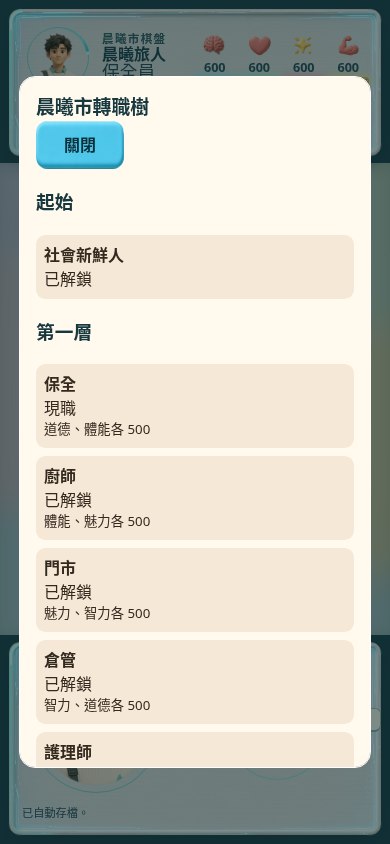 晨曦市棋盤
晨曦旅人
保全員
600 600 600 600
晨曦市轉職樹
關閉
起始
社會新鮮人
已解鎖
第一層
保全
現職
道德、體能各 500
廚師
已解鎖
體能、魅力各 500
門市
已解鎖
魅力、智力各 500
倉管
已解鎖
智力、道德各 500
護理師
已自動存檔。